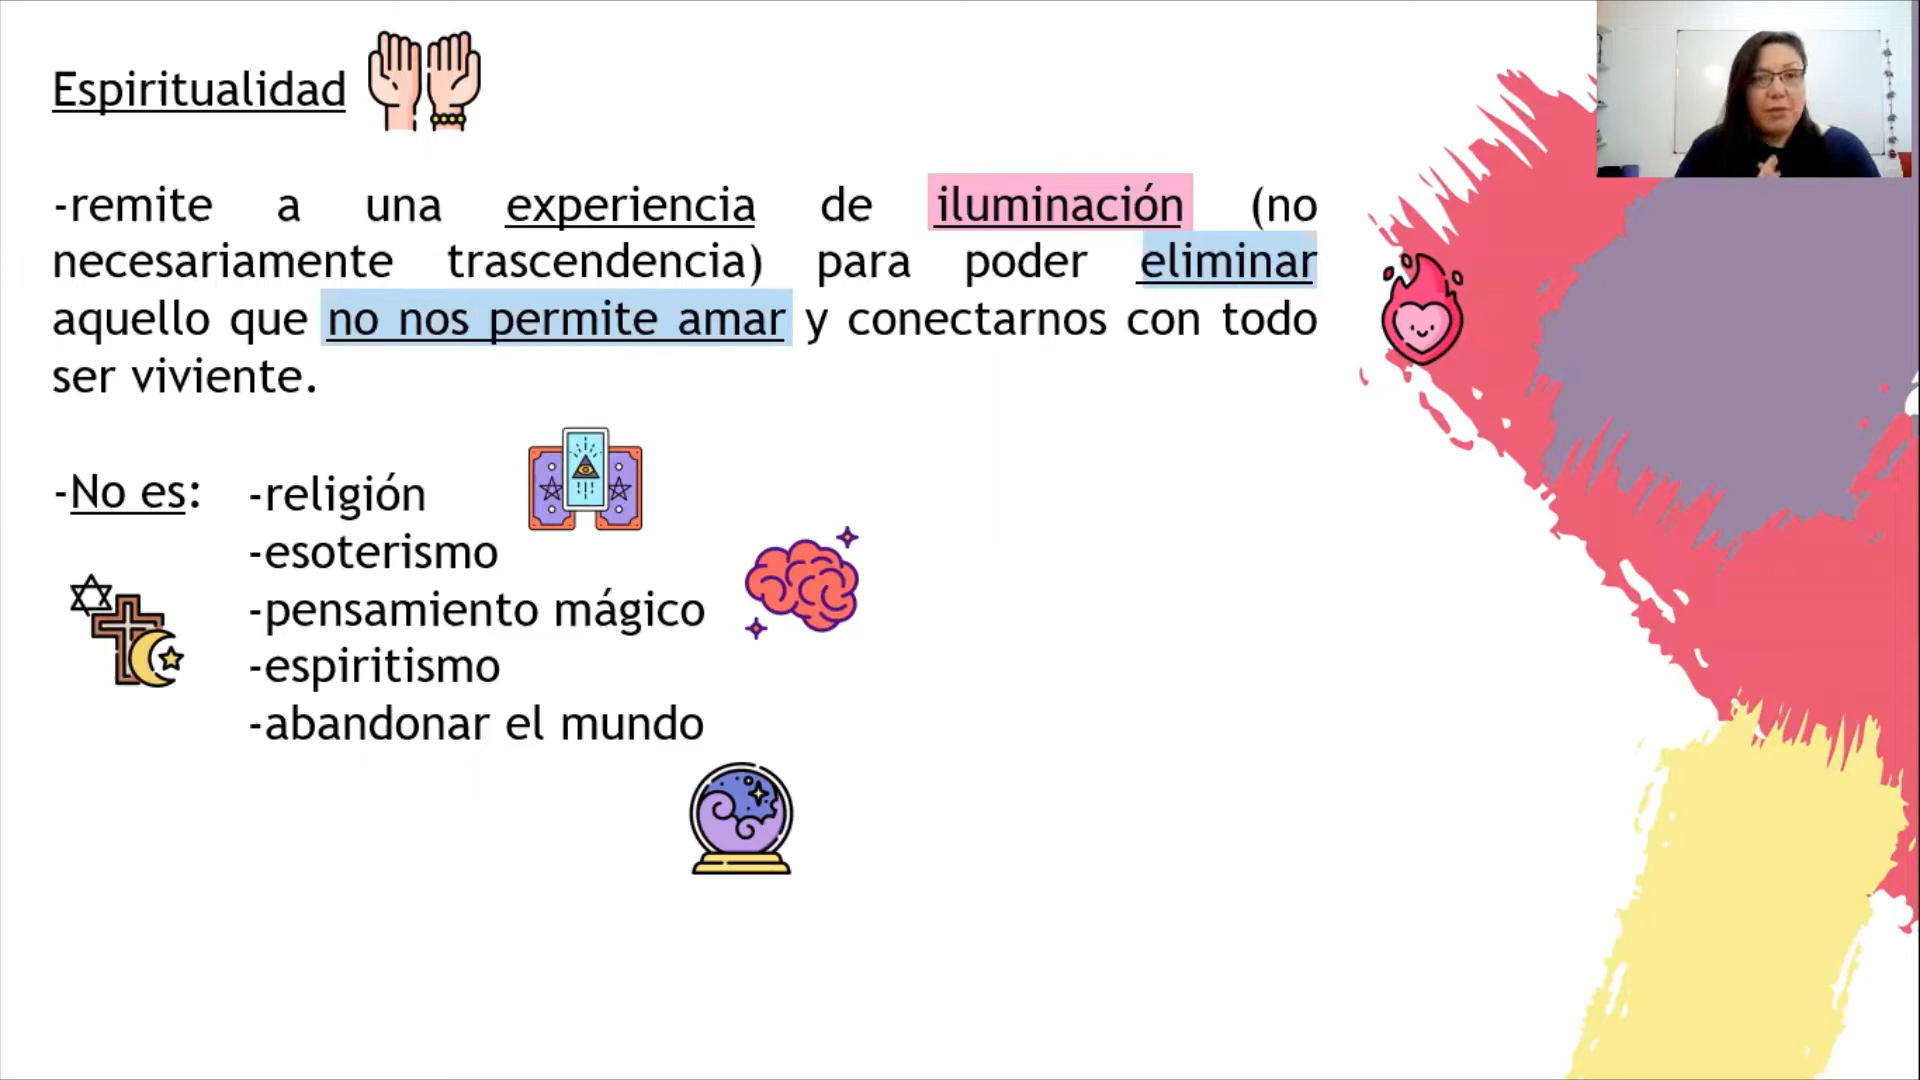 Espiritualidad
-remite a una experiencia de iluminación (no
necesariamente trascendencia) para poder eliminar
aquello que no nos permite amar y conectarnos con todo
ser viviente.
-No es: -religión
-esoterismo
-pensamiento mágico
-espiritismo
-abandonar el mundo